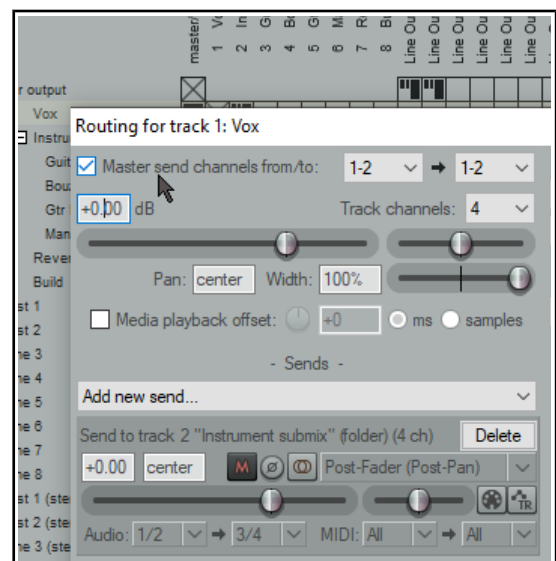 master/
1 Vo
2 In
3 G
4 Bo
5 G
6 M
7 R
8 B
Line Ou
Line Ou
Line Ou
Line Ou
Line Ou
Line Ou
r output
Vox
Instru
Guit
Bou
Gtr
Man
Rever
Build
st 1
st 2
ne 3
ne 4
ne 5
ne 6
ne 7
ne 8
st 1 (ster
st 2 (ster
ne 3 (ste
Routing for track 1: Vox
Master send channels from/to: 1-2 → 1-2
+0.00 dB Track channels: 4
Pan: center Width: 100%
Media playback offset: +0 ms samples
- Sends -
Add new send...
Send to track 2 "Instrument submix" (folder) (4 ch) Delete
+0.00 center M Post-Fader (Post-Pan)
TR
Audio: 1/2 → 3/4 MIDI: All → All